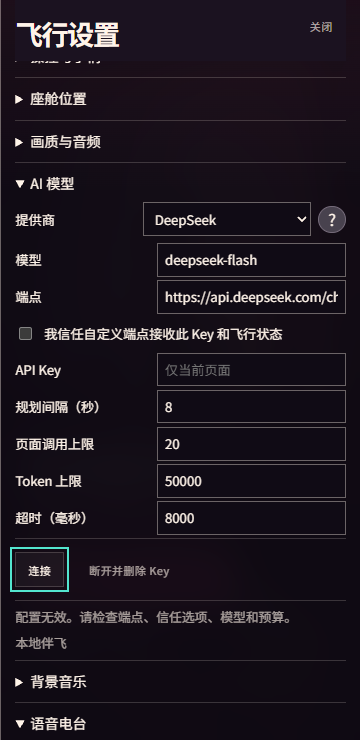 飞行设置
关闭
▶ 座舱位置
▶ 画质与音频
▼ AI 模型
提供商 DeepSeek ?
模型 deepseek-flash
端点 https://api.deepseek.com/ch
我信任自定义端点接收此 Key 和飞行状态
API Key 仅当前页面
规划间隔（秒） 8
页面调用上限 20
Token 上限 50000
超时（毫秒） 8000
连接 断开并删除 Key
配置无效。请检查端点、信任选项、模型和预算。
本地伴飞
▶ 背景音乐
▼ 语音电台